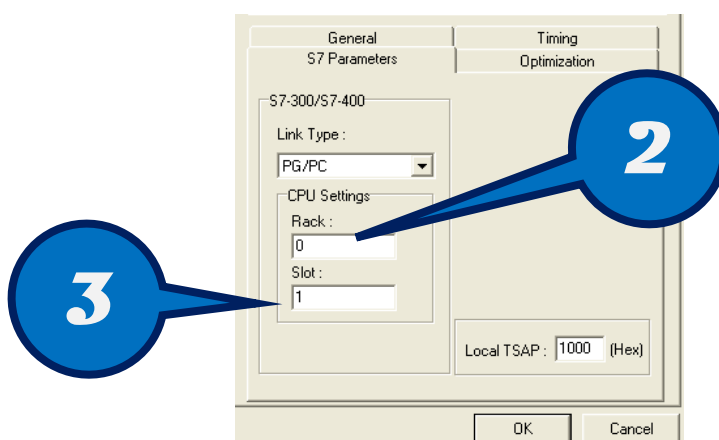 General Timing
S7 Parameters Optimization
S7-300/S7-400
Link Type :
PG/PC
CPU Settings
Rack :
0
Slot :
1
Local TSAP : 1000 (Hex)
OK Cancel
2
3